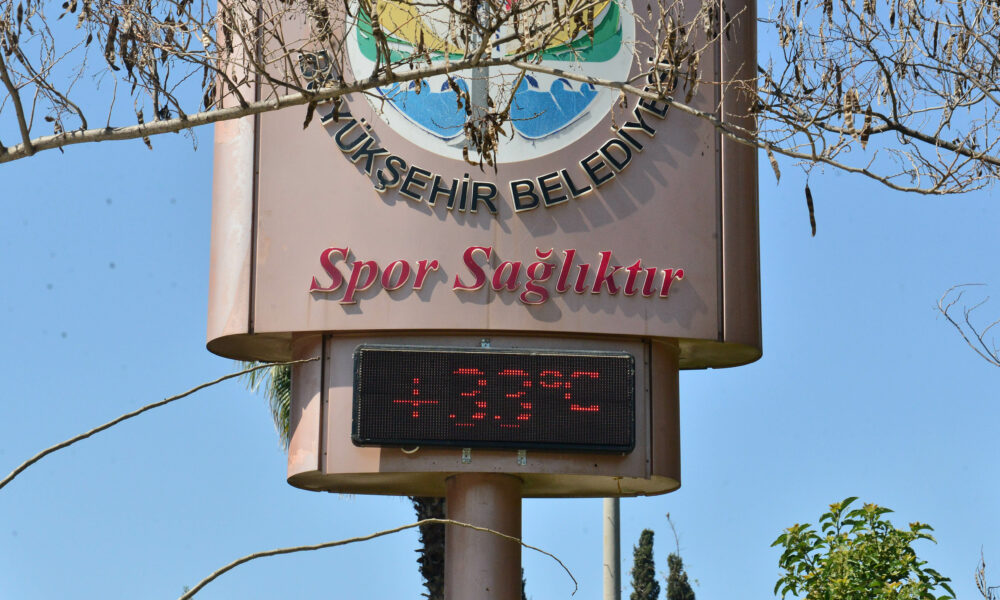 BÜYÜKŞEHİR BELEDİYESİ
Spor Sağlıktır
+33°C